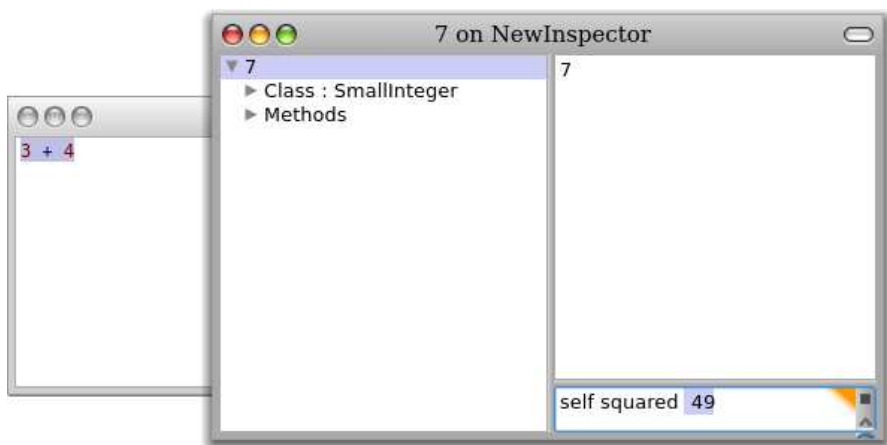 7 on NewInspector
7
Class : SmallInteger
Methods
7
3 + 4
self squared 49